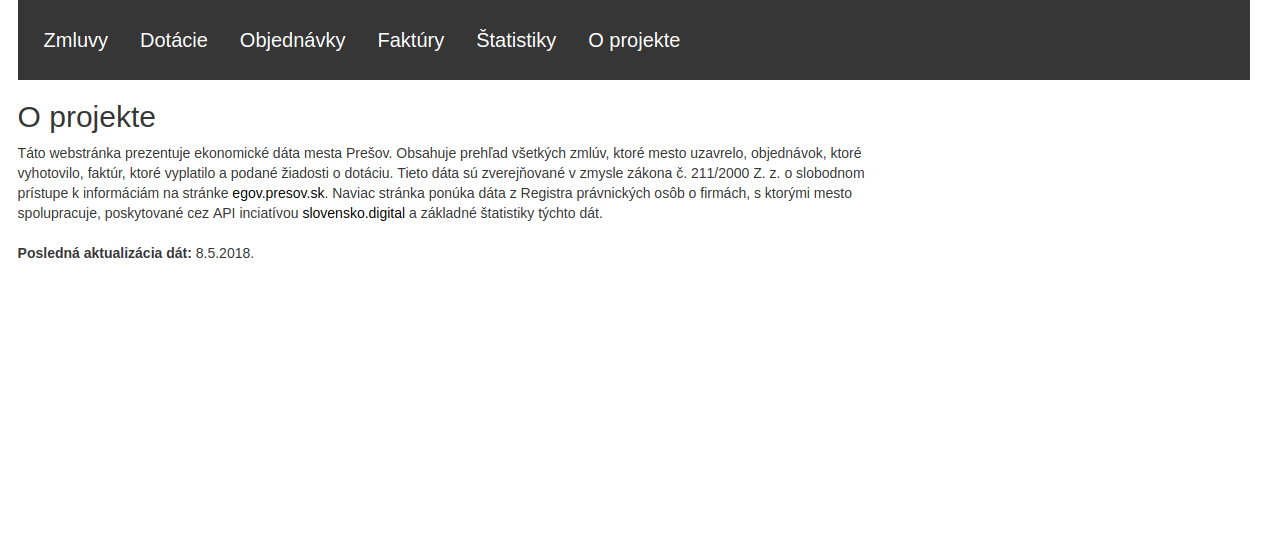 Zmluvy Dotácie Objednávky Faktúry Štatistiky O projekte
O projekte
Táto webstránka prezentuje ekonomické dáta mesta Prešov. Obsahuje prehľad všetkých zmlúv, ktoré mesto uzavrelo, objednávok, ktoré
vyhotovilo, faktúr, ktoré vyplatilo a podané žiadosti o dotáciu. Tieto dáta sú zverejňované v zmysle zákona č. 211/2000 Z. z. o slobodnom
prístupe k informáciám na stránke egov.presov.sk. Naviac stránka ponúka dáta z Registra právnických osôb o firmách, s ktorými mesto
spolupracuje, poskytované cez API inciatívou slovensko.digital a základné štatistiky týchto dát.
Posledná aktualizácia dát: 8.5.2018.